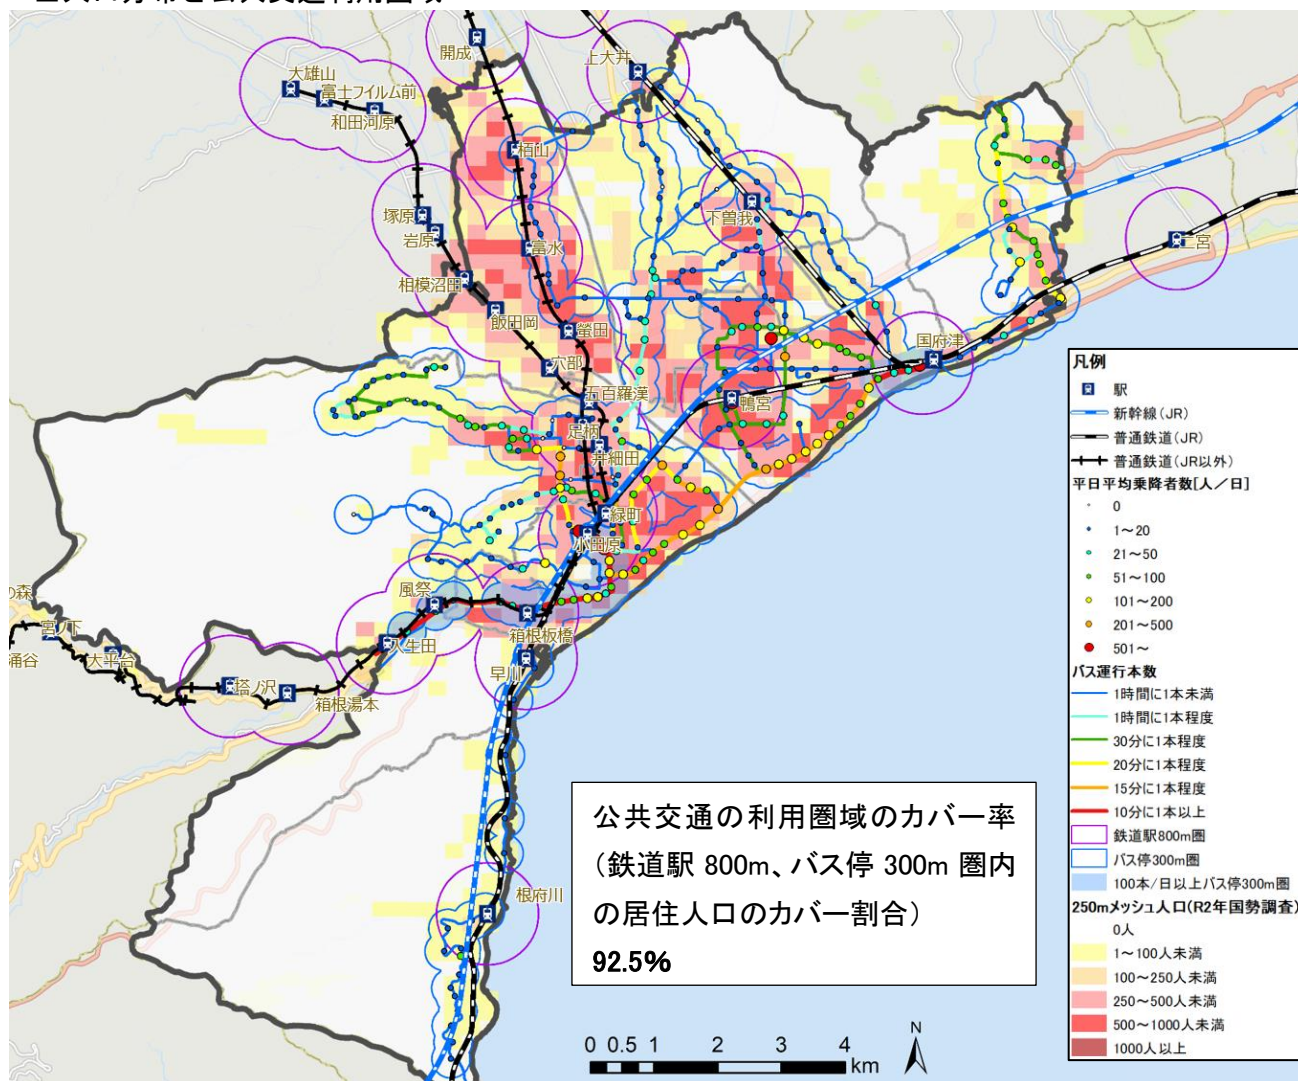 開成
上大井
大雄山
富士フイルム前
和田河原
栢山
下曽我
塚原
岩原
富水
二宮
相模沼田
飯田岡
螢田
国府津
穴部
五百羅漢
鴨宮
足柄
井細田
緑町
小田原
の森
風祭
宮ノ下
箱根板橋
入生田
涌谷
大平台
早川
塔ノ沢
箱根湯本
根府川
凡例
駅
新幹線(JR)
普通鉄道(JR)
普通鉄道(JR以外)
平日平均乗降者数[人/日]
0
1~20
21~50
51~100
101~200
201~500
501~
バス運行本数
1時間に1本未満
1時間に1本程度
30分に1本程度
20分に1本程度
15分に1本程度
10分に1本以上
鉄道駅800m圏
バス停300m圏
100本/日以上バス停300m圏
250mメッシュ人口(R2年国勢調査)
0人
1~100人未満
100~250人未満
250~500人未満
500~1000人未満
1000人以上
公共交通の利用圏域のカバー率
(鉄道駅 800m、バス停 300m 圏内
の居住人口のカバー割合)
92.5%
0 0.5 1 2 3 4
km
N